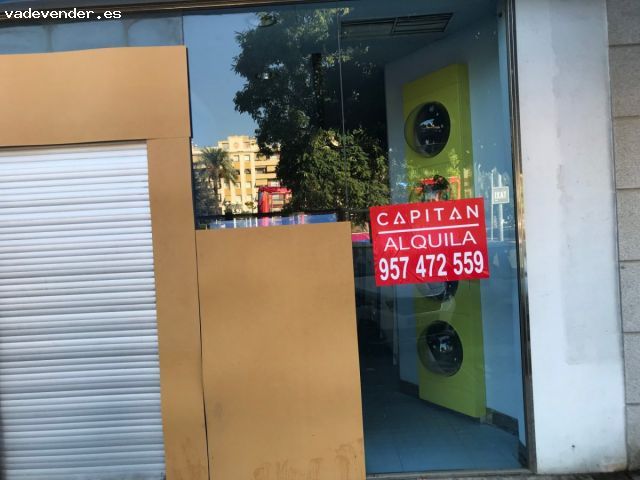 vadevender.es
CAPITAN
ALQUILA
957 472 559